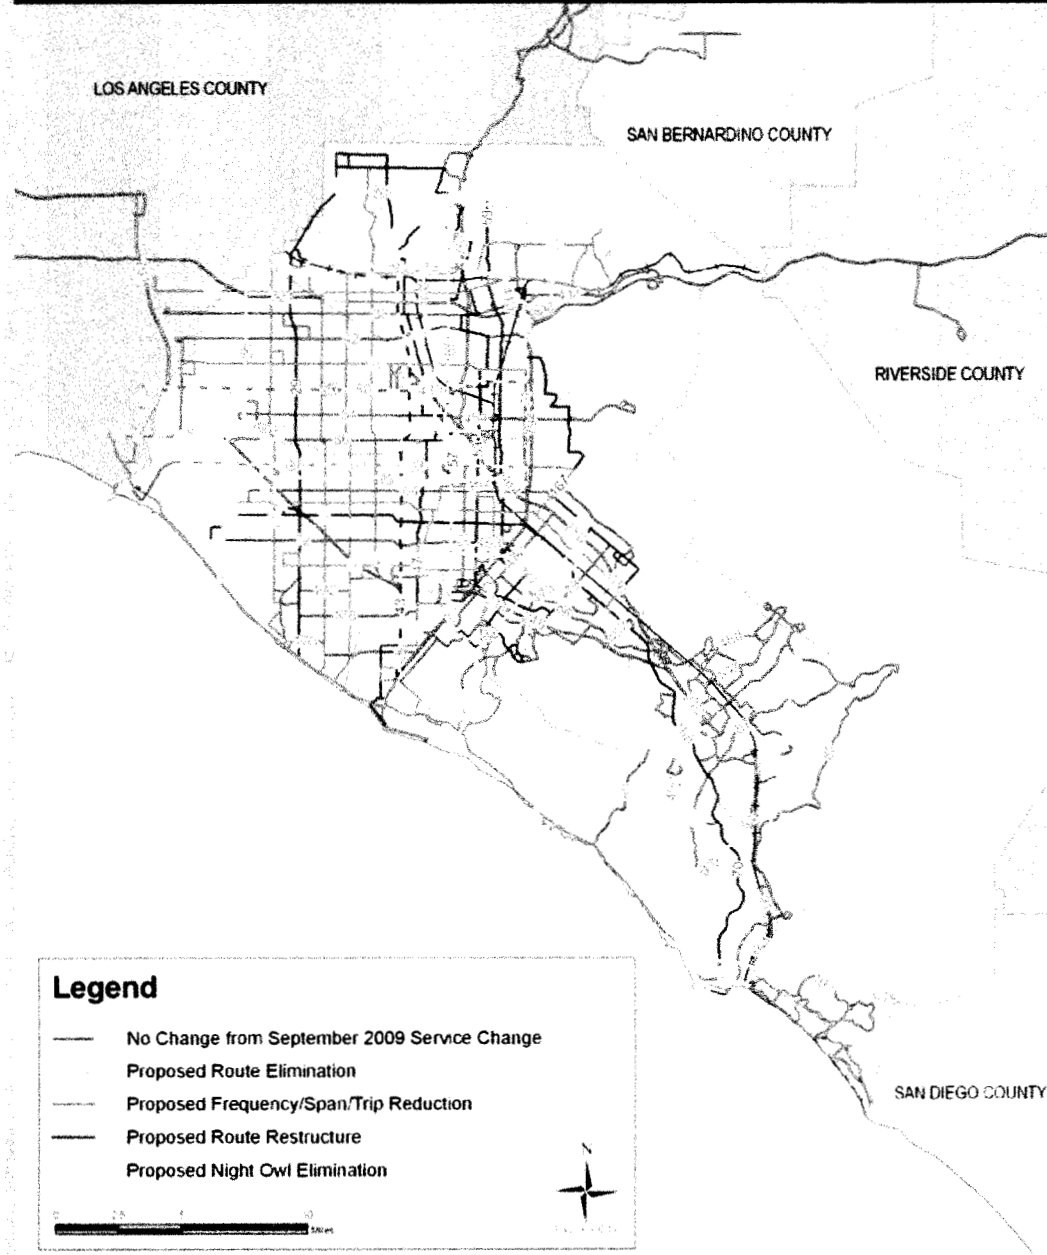 LOS ANGELES COUNTY
SAN BERNARDINO COUNTY
RIVERSIDE COUNTY
Legend
No Change from September 2009 Service Change
Proposed Route Elimination
Proposed Frequency/Span/Trip Reduction
Proposed Route Restructure
Proposed Night Owl Elimination
N
Miles
SAN DIEGO COUNTY